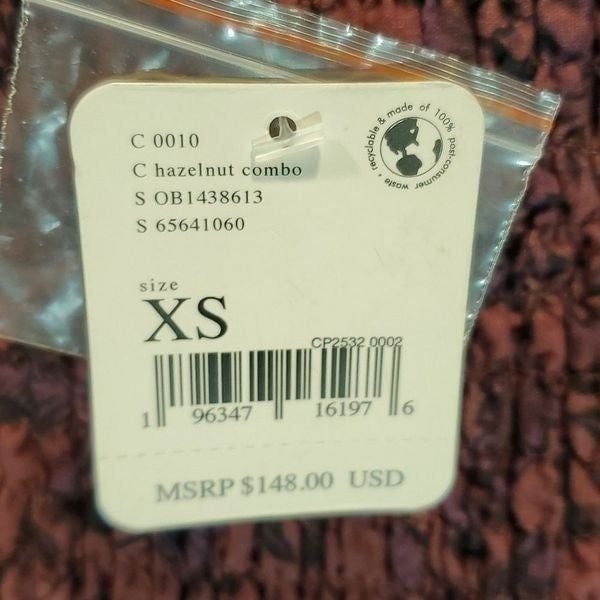 C 0010
C hazelnut combo
S OB1438613
S 65641060
recyclable & made of 100% post-consumer waste •
size
XS
CP2532 0002
1 96347 16197 6
MSRP $148.00 USD